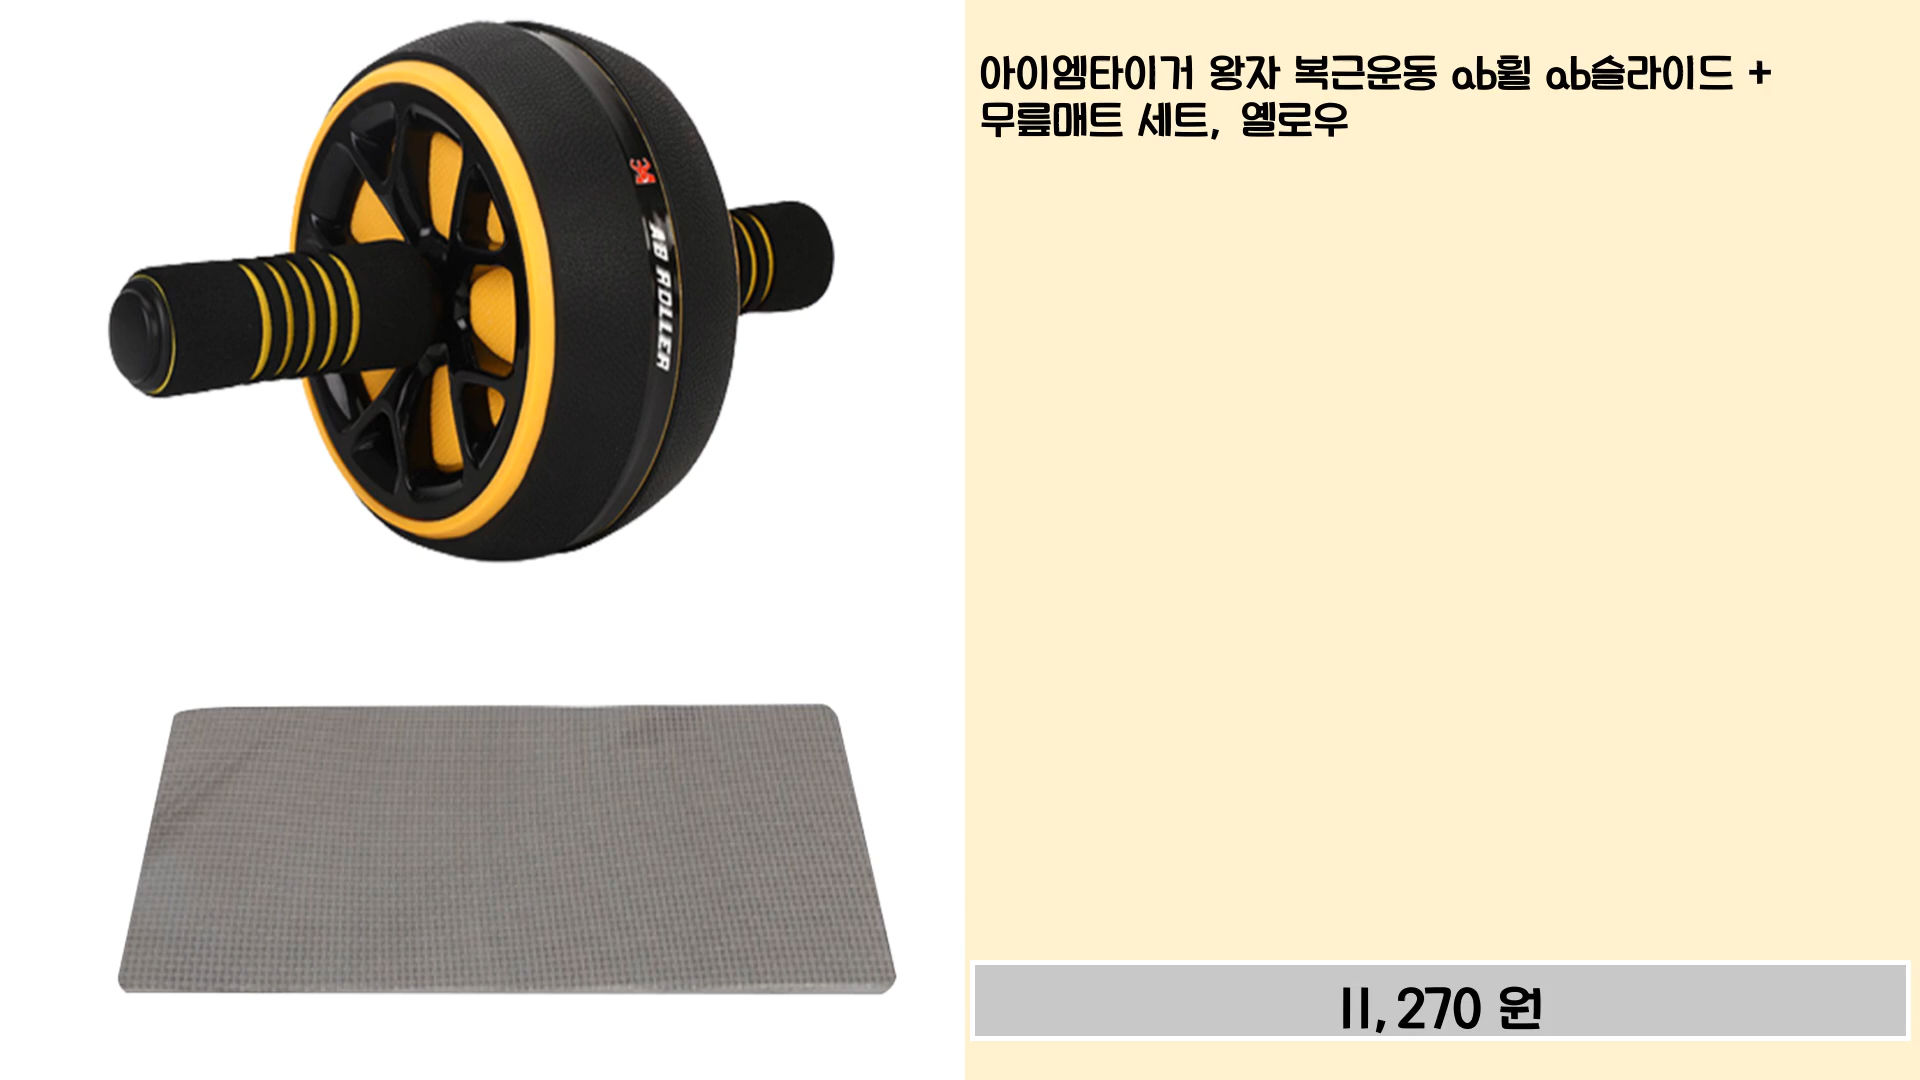 아이엠타이거 왕자 복근운동 ab휠 ab슬라이드 +
무릎매트 세트, 옐로우
AB ROLLER
11,270 원